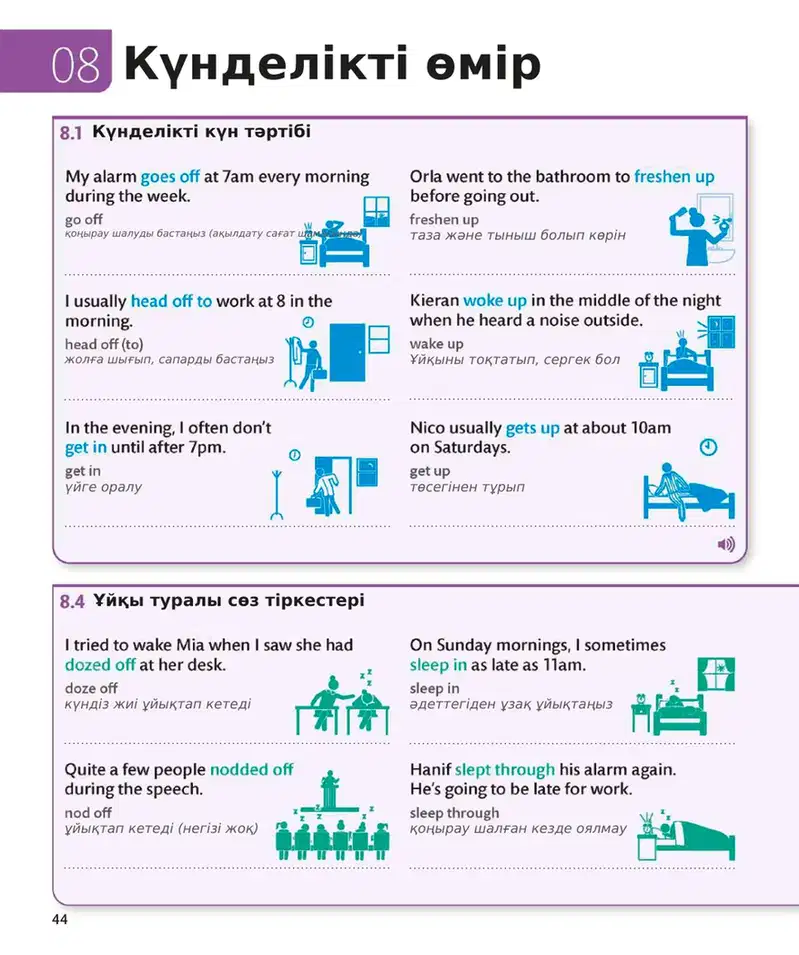 08 Күнделікті өмір
8.1 Күнделікті күн тәртібі
My alarm goes off at 7am every morning
during the week.
go off
қоңырау шалуды бастаңыз (ақылдату сағат
Orla went to the bathroom to freshen up
before going out.
freshen up
таза және тыныш болып көрін
I usually head off to work at 8 in the
morning.
head off (to)
жолға шығып, сапарды бастаңыз
Kieran woke up in the middle of the night
when he heard a noise outside.
wake up
Ұйқыны тоқтатып, сергек бол
In the evening, I often don't
get in until after 7pm.
get in
үйге оралу
Nico usually gets up at about 10am
on Saturdays.
get up
төсегінен тұрып
8.4 Ұйқы туралы сөз тіркестері
I tried to wake Mia when I saw she had
dozed off at her desk.
doze off
күндіз жиі ұйықтап кетеді
On Sunday mornings, I sometimes
sleep in as late as 11am.
sleep in
әдеттегіден ұзақ ұйықтаңыз
Quite a few people nodded off
during the speech.
nod off
ұйықтап кетеді (негізі жоқ)
Hanif slept through his alarm again.
He's going to be late for work.
sleep through
қоңырау шалған кезде оялмау
44